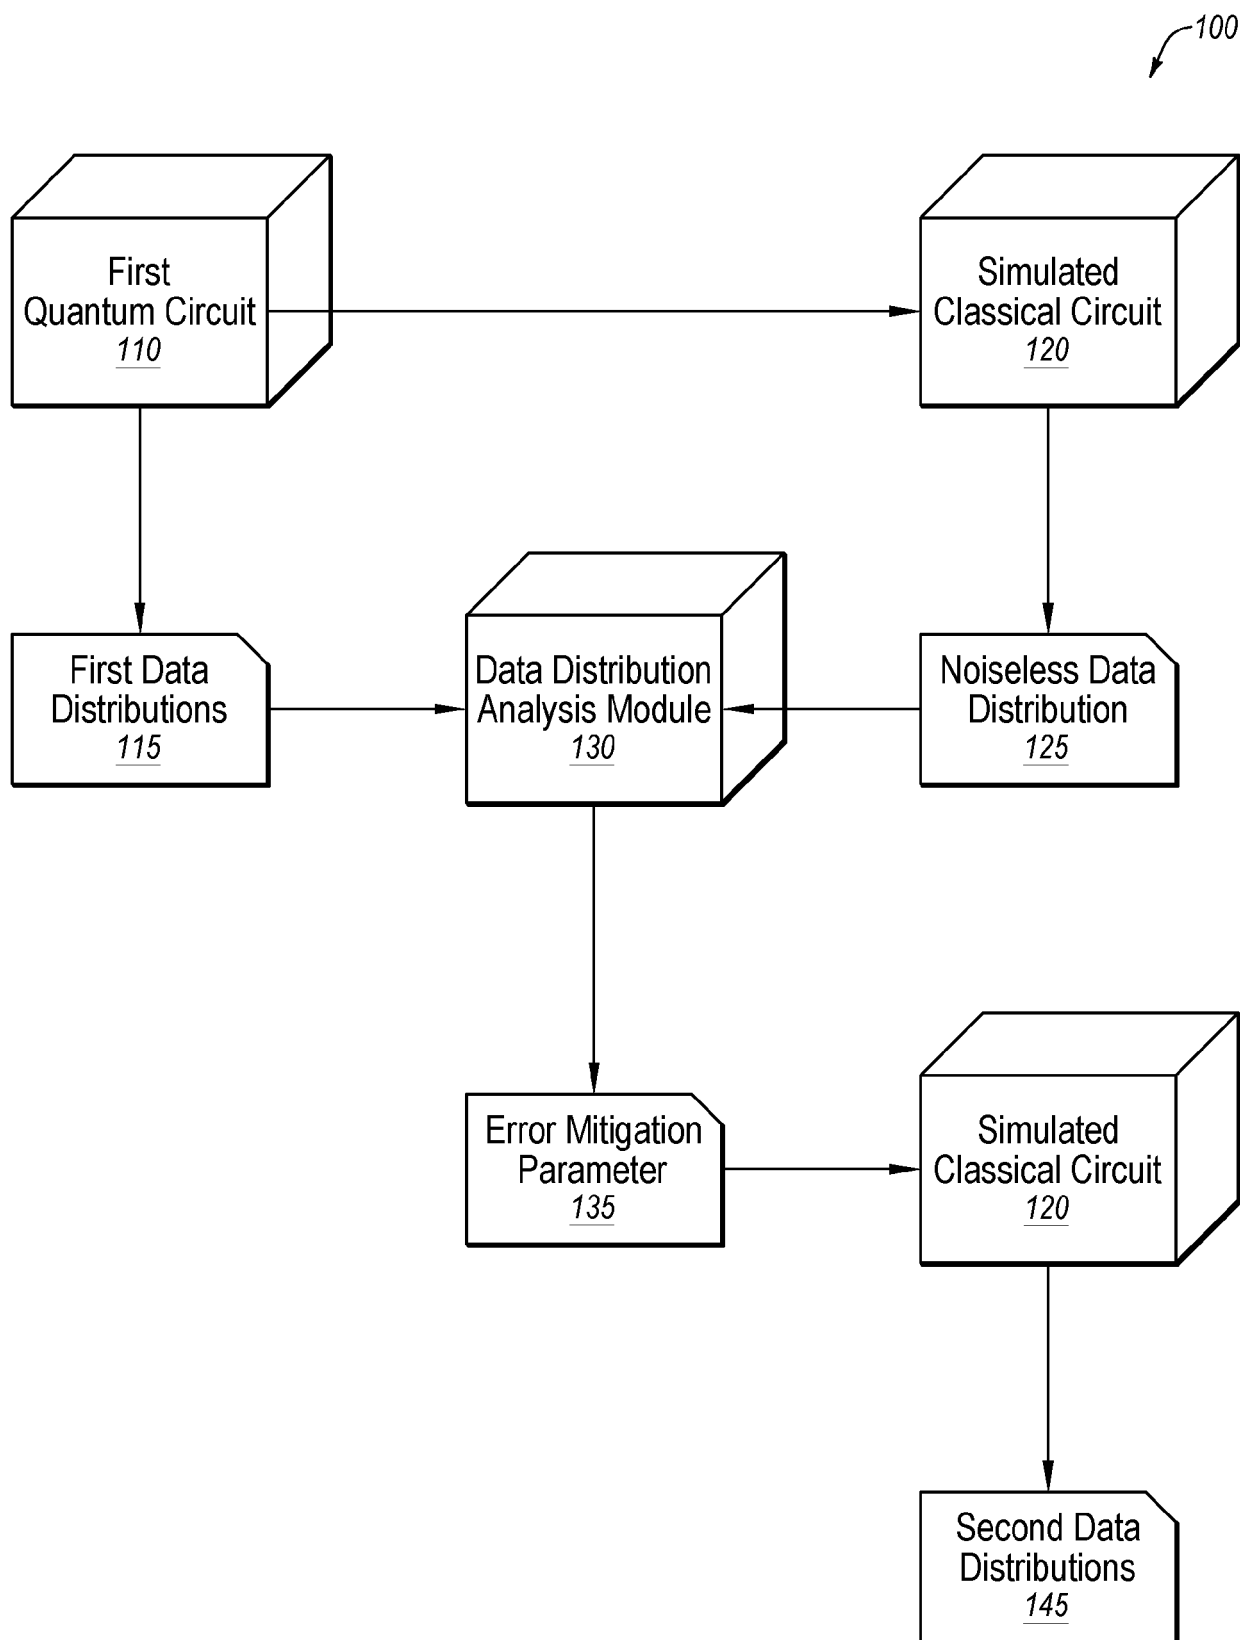 100
First
Quantum Circuit
110
Simulated
Classical Circuit
120
First Data
Distributions
115
Data Distribution
Analysis Module
130
Noiseless Data
Distribution
125
Error Mitigation
Parameter
135
Simulated
Classical Circuit
120
Second Data
Distributions
145